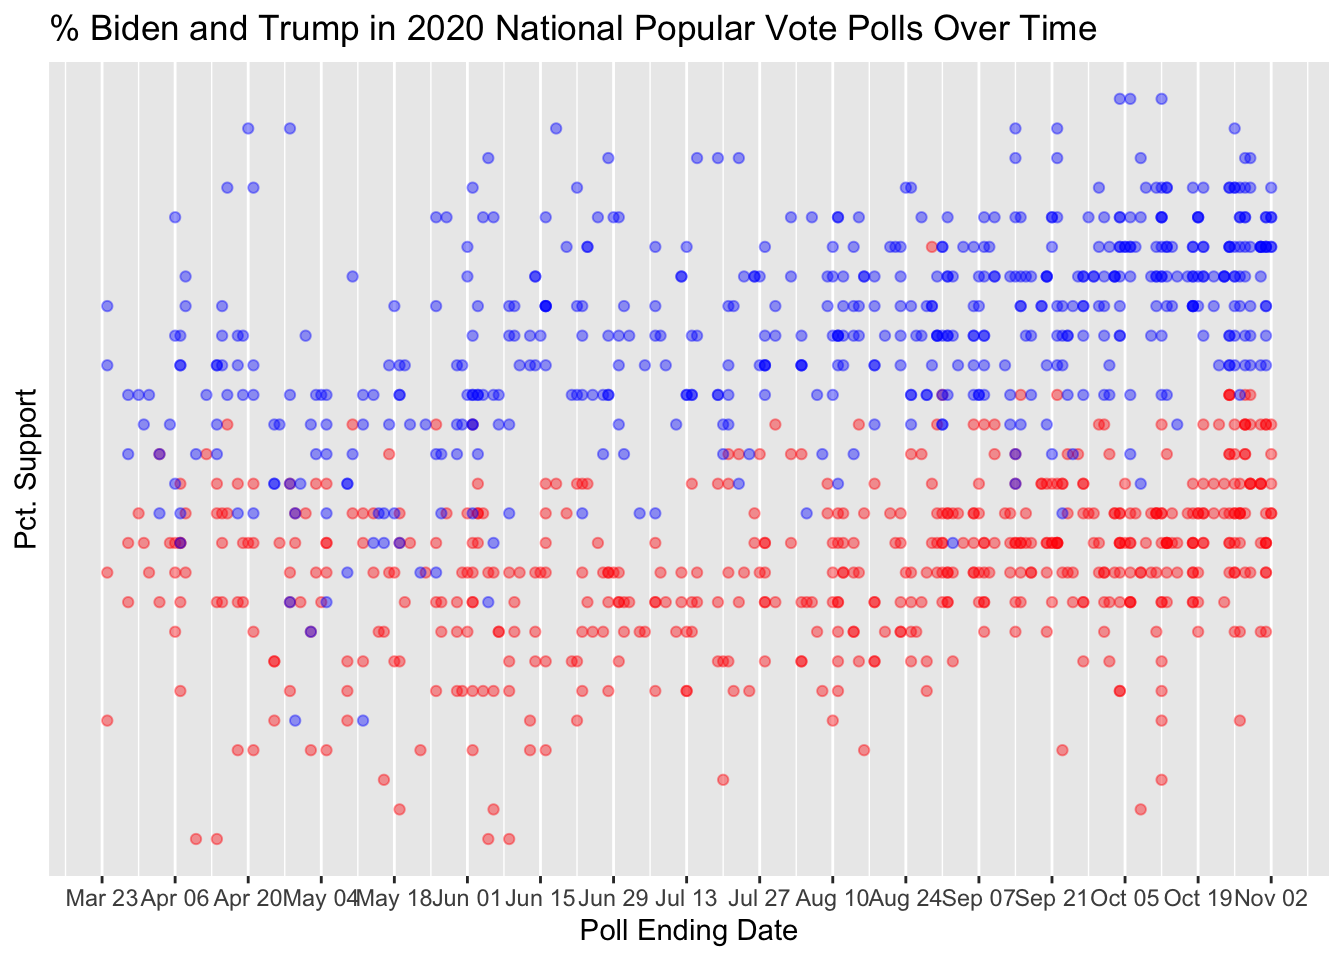 % Biden and Trump in 2020 National Popular Vote Polls Over Time
Pct. Support
Mar 23 Apr 06 Apr 20 May 04 May 18 Jun 01 Jun 15 Jun 29 Jul 13 Jul 27 Aug 10 Aug 24 Sep 07 Sep 21 Oct 05 Oct 19 Nov 02
Poll Ending Date